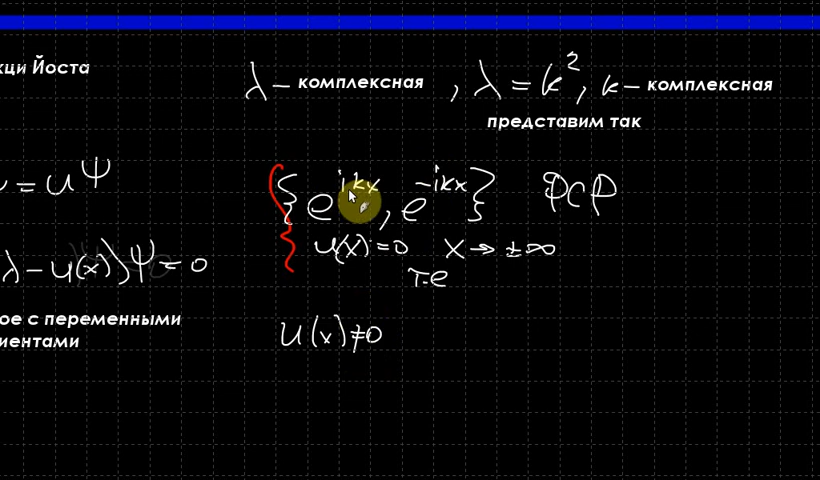 кци Йоста
λ – комплексная , λ = k², k – комплексная
представим так
= uψ
{ e^{ikx}, e^{-ikx} } ФСР
λ – u(x))ψ = 0
u(x) = 0 x → ±∞
т.е
ое с переменными
иентами
u(x) ≠ 0